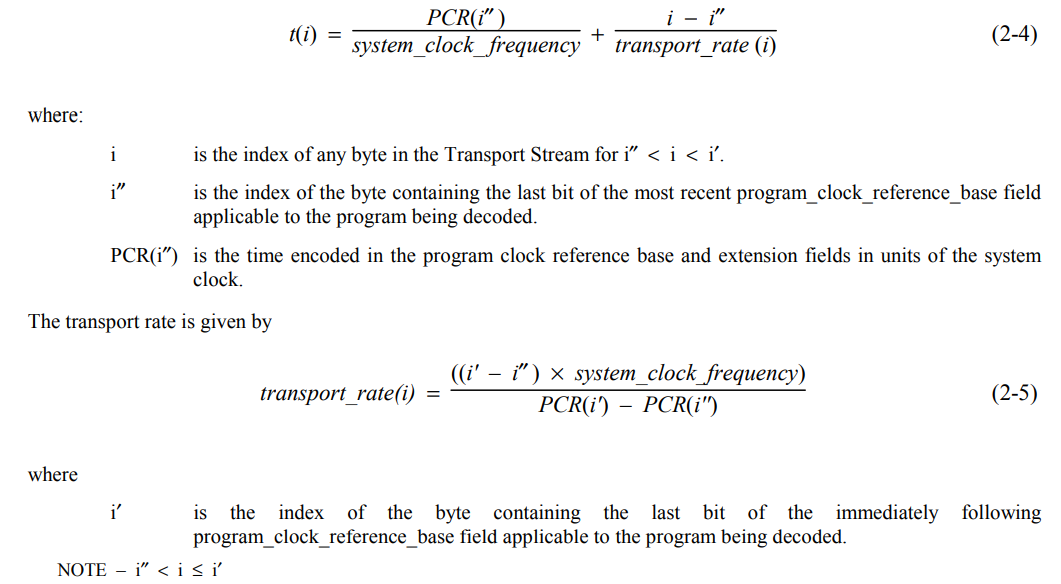 t(i) = PCR(i″) / system_clock_frequency + i − i″ / transport_rate (i) (2-4)
where:
i is the index of any byte in the Transport Stream for i″ < i < i′.
i″ is the index of the byte containing the last bit of the most recent program_clock_reference_base field
applicable to the program being decoded.
PCR(i″) is the time encoded in the program clock reference base and extension fields in units of the system
clock.
The transport rate is given by
transport_rate(i) = ((i′ − i″) × system_clock_frequency) / PCR(i′) − PCR(i″) (2-5)
where
i′ is the index of the byte containing the last bit of the immediately following
program_clock_reference_base field applicable to the program being decoded.
NOTE − i″ < i ≤ i′